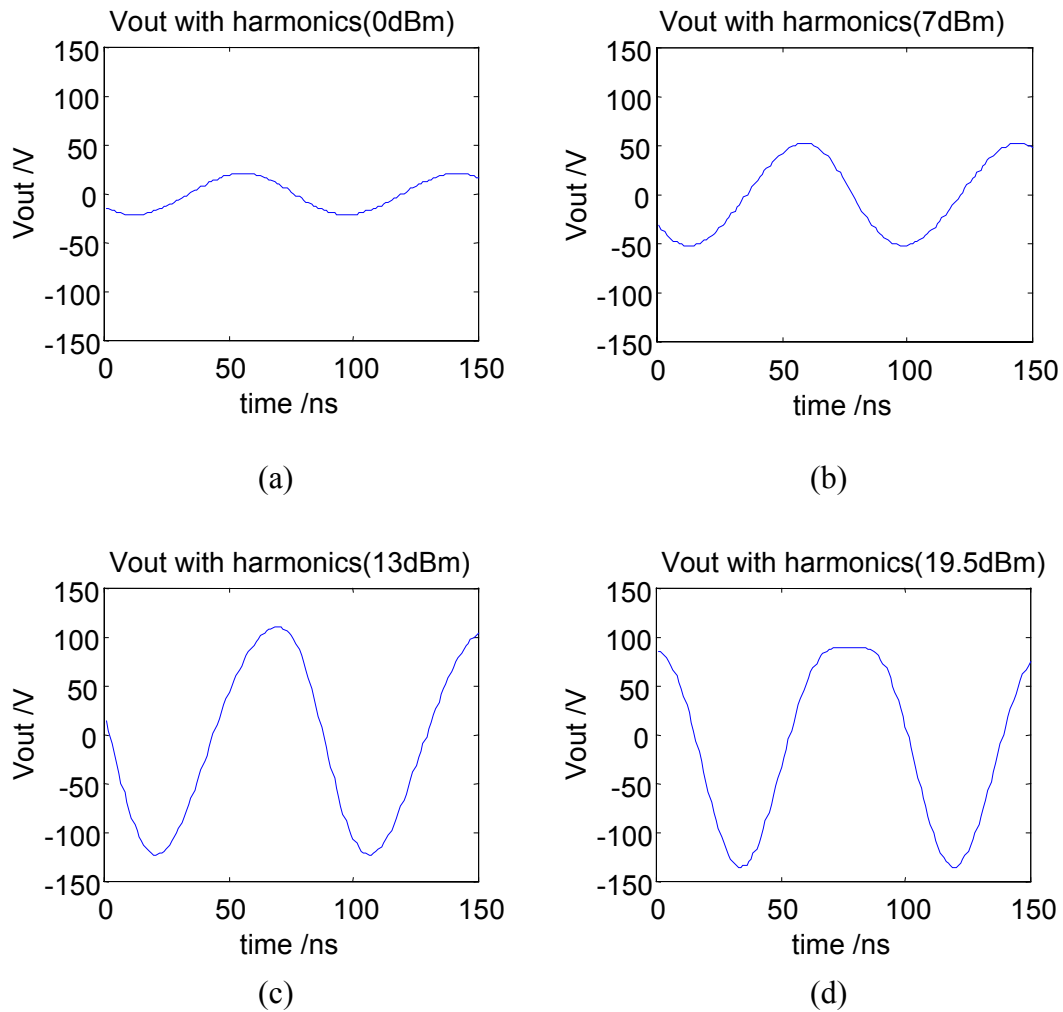 Vout with harmonics(0dBm)
150
100
50
0
-50
-100
-150
Vout /V
0 50 100 150
time /ns
(a)
Vout with harmonics(7dBm)
150
100
50
0
-50
-100
-150
Vout /V
0 50 100 150
time /ns
(b)
Vout with harmonics(13dBm)
150
100
50
0
-50
-100
-150
Vout /V
0 50 100 150
time /ns
(c)
Vout with harmonics(19.5dBm)
150
100
50
0
-50
-100
-150
Vout /V
0 50 100 150
time /ns
(d)